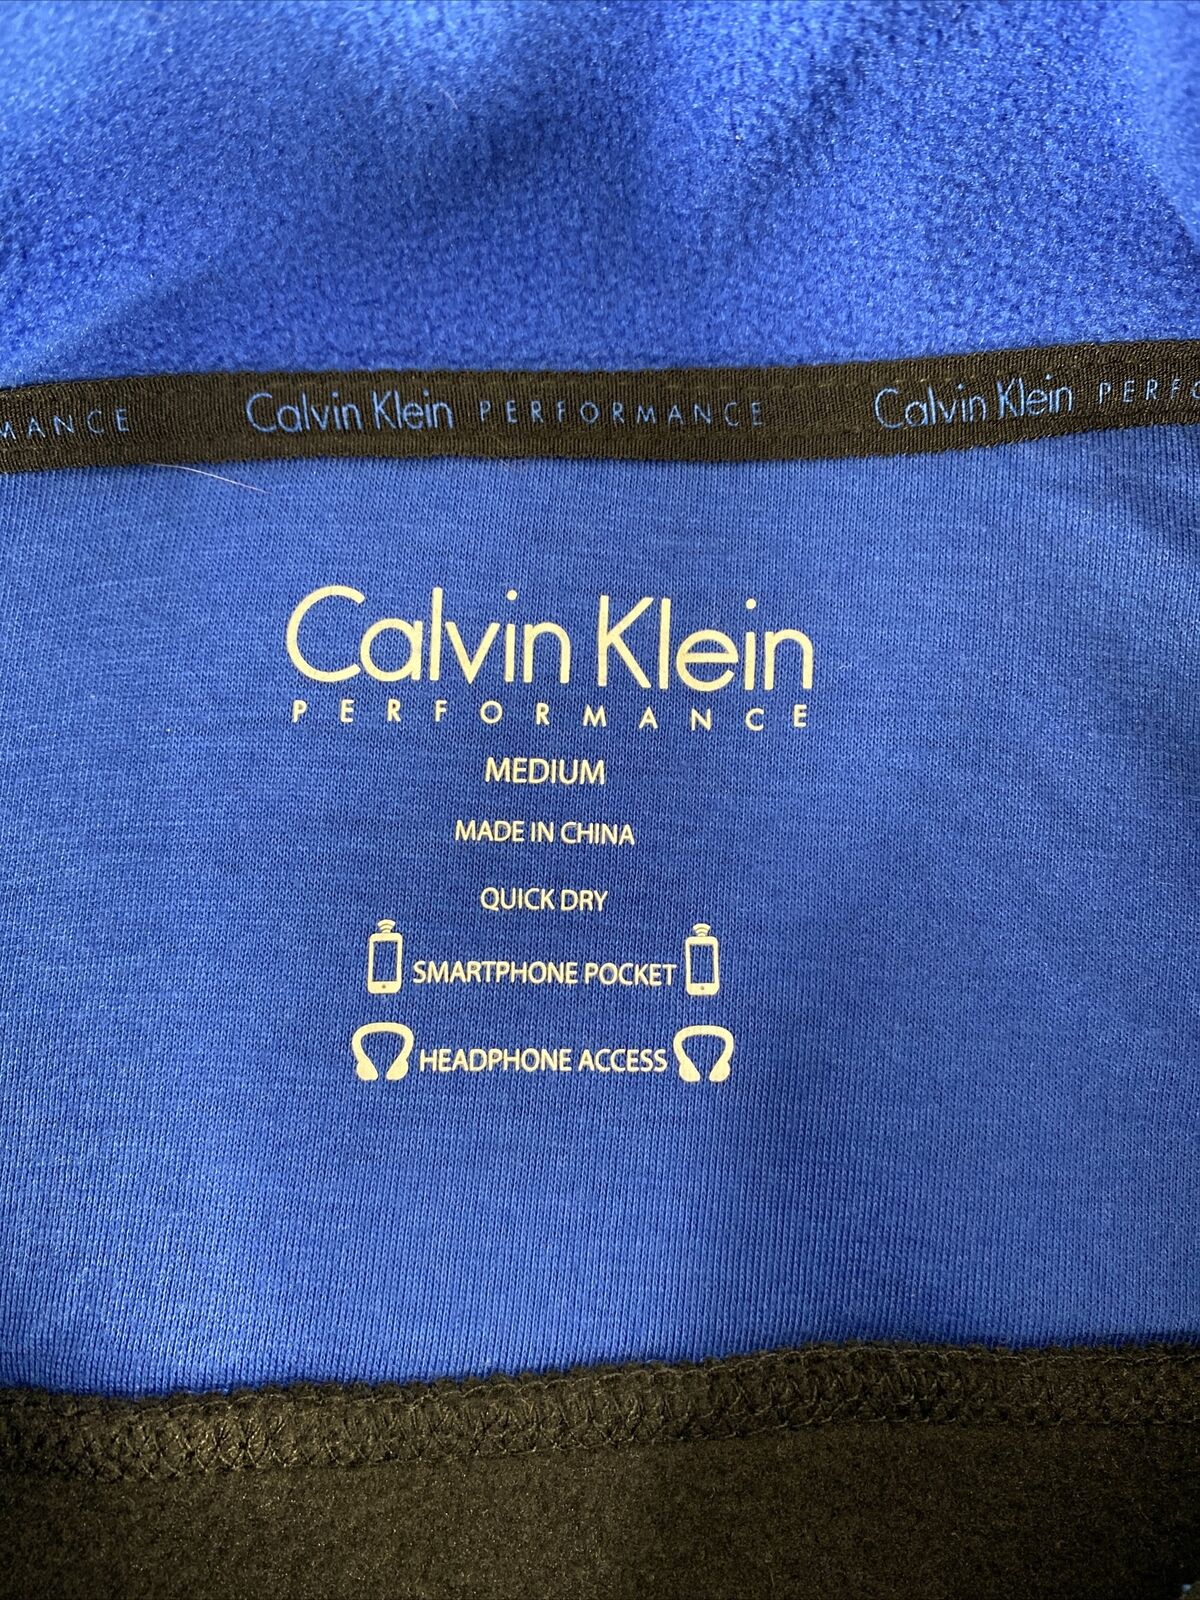 MANCE Calvin Klein PERFORMANCE Calvin Klein PERFO
Calvin Klein
PERFORMANCE
MEDIUM
MADE IN CHINA
QUICK DRY
SMARTPHONE POCKET
HEADPHONE ACCESS